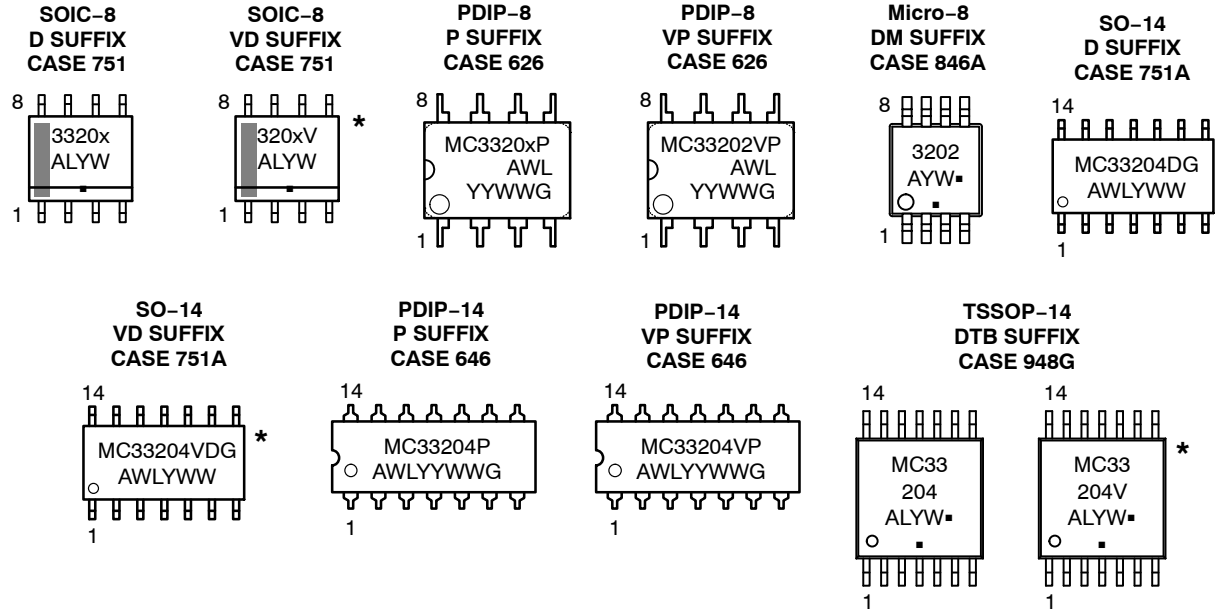 SOIC−8
D SUFFIX
CASE 751
8
3320x
ALYW
1
SOIC−8
VD SUFFIX
CASE 751
8
320xV
ALYW
*
1
PDIP−8
P SUFFIX
CASE 626
8
MC3320xP
AWL
YYWWG
1
PDIP−8
VP SUFFIX
CASE 626
8
MC33202VP
AWL
YYWWG
1
Micro−8
DM SUFFIX
CASE 846A
8
3202
AYW▪
▪
1
SO−14
D SUFFIX
CASE 751A
14
MC33204DG
AWLYWW
1
SO−14
VD SUFFIX
CASE 751A
14
MC33204VDG
AWLYWW
*
1
PDIP−14
P SUFFIX
CASE 646
14
MC33204P
AWLYYWWG
1
PDIP−14
VP SUFFIX
CASE 646
14
MC33204VP
AWLYYWWG
1
TSSOP−14
DTB SUFFIX
CASE 948G
14
MC33
204
ALYW▪
▪
1
14
MC33
204V
ALYW▪
▪
*
1